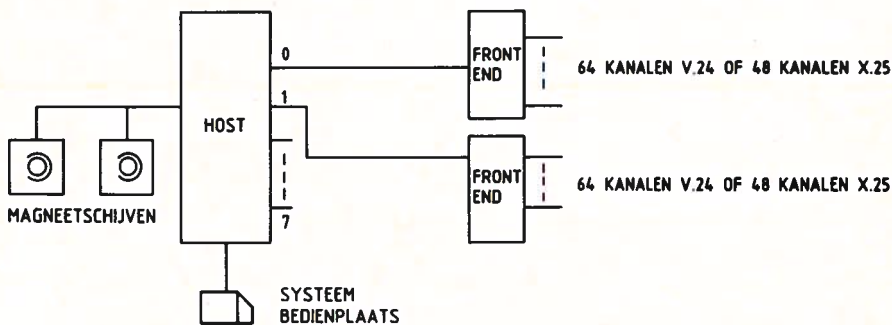 0
FRONT
END
64 KANALEN V.24 OF 48 KANALEN X.25
1
HOST
7
FRONT
END
64 KANALEN V.24 OF 48 KANALEN X.25
MAGNEETSCHIJVEN
SYSTEEM
BEDIENPLAATS